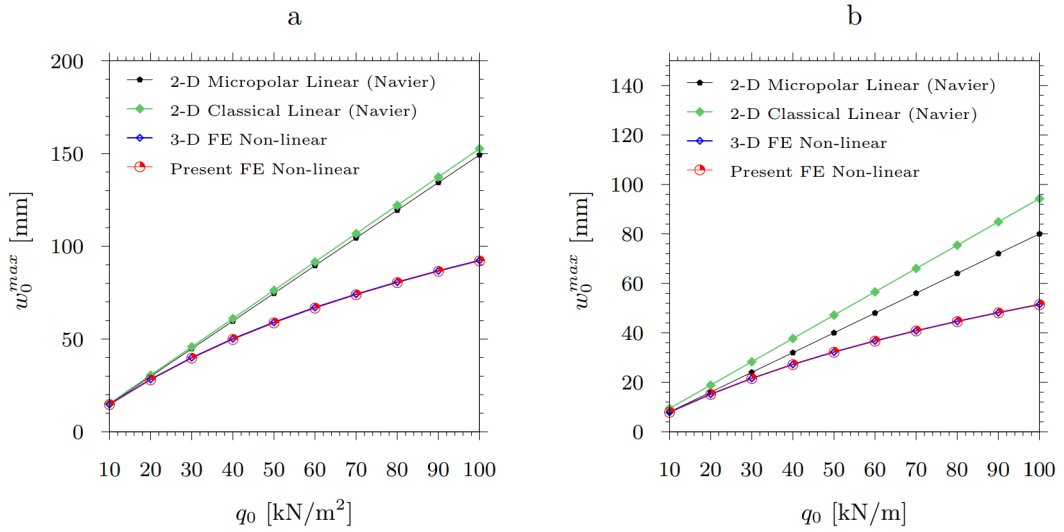 a
200
150
100
50
0
w_0^{max} [mm]
2-D Micropolar Linear (Navier)
2-D Classical Linear (Navier)
3-D FE Non-linear
Present FE Non-linear
10 20 30 40 50 60 70 80 90 100
q_0 [kN/m^2]
b
140
120
100
80
60
40
20
0
w_0^{max} [mm]
2-D Micropolar Linear (Navier)
2-D Classical Linear (Navier)
3-D FE Non-linear
Present FE Non-linear
10 20 30 40 50 60 70 80 90 100
q_0 [kN/m]